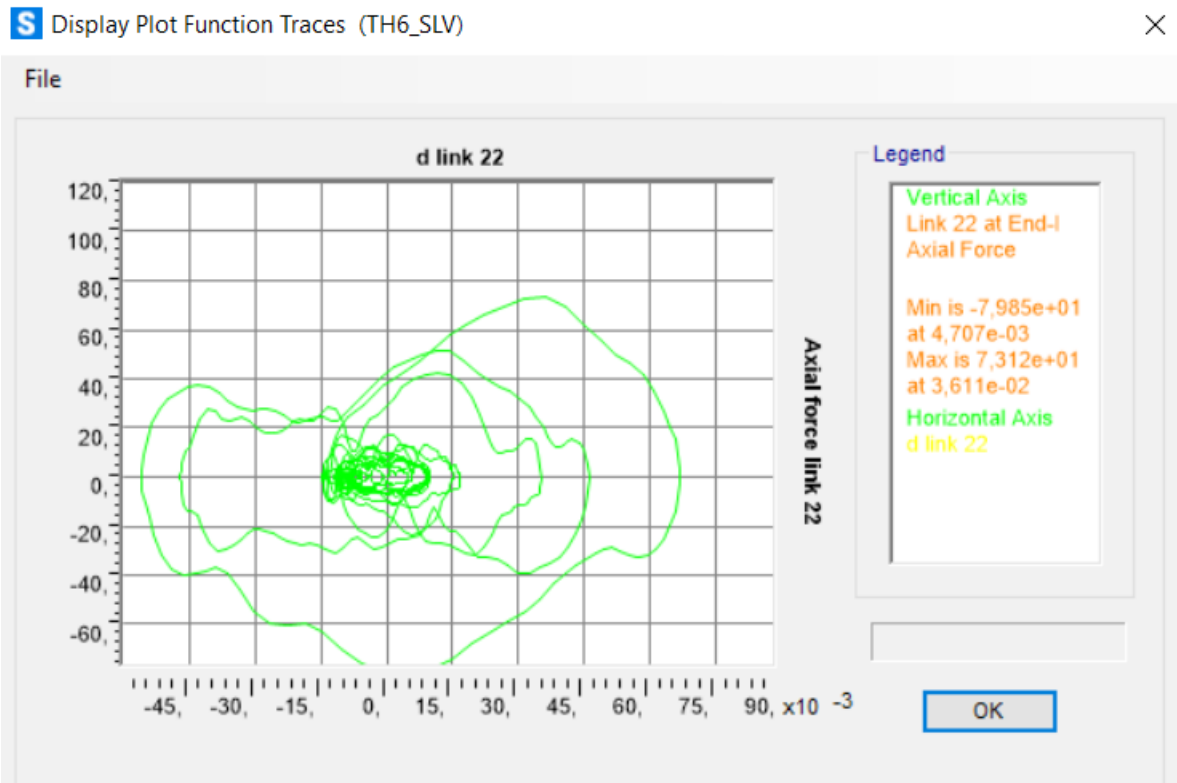 S Display Plot Function Traces (TH6_SLV)
File
d link 22
120,
100,
80,
60,
40,
20,
0,
-20,
-40,
-60,
-45, -30, -15, 0, 15, 30, 45, 60, 75, 90, x10 -3
Axial force link 22
Legend
Vertical Axis
Link 22 at End-I
Axial Force
Min is -7,985e+01
at 4,707e-03
Max is 7,312e+01
at 3,611e-02
Horizontal Axis
d link 22
OK